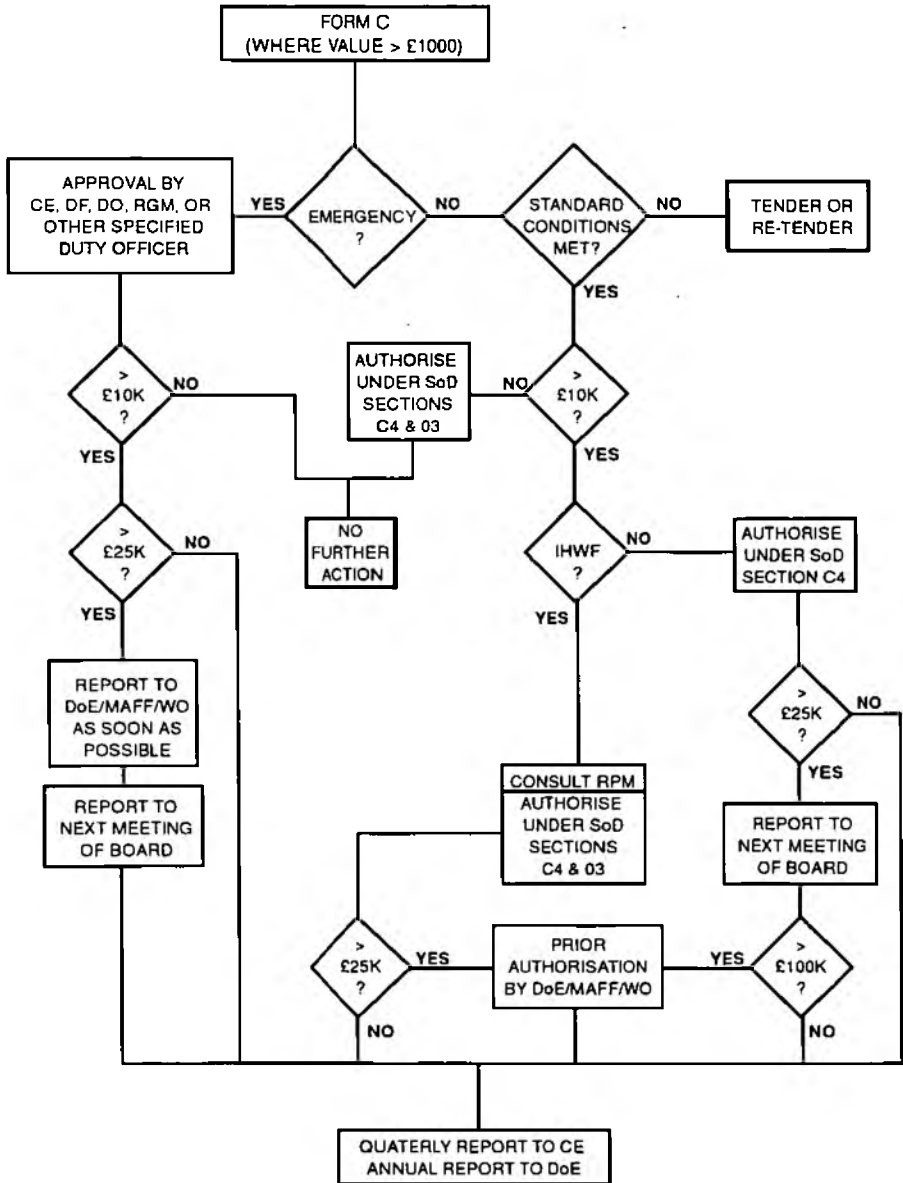 FORM C
(WHERE VALUE > £1000)
APPROVAL BY
CE, DF, DO, RGM, OR
OTHER SPECIFIED
DUTY OFFICER
YES
EMERGENCY
?
NO
STANDARD
CONDITIONS
MET?
NO
TENDER OR
RE-TENDER
YES
>
£10K
?
NO
YES
AUTHORISE
UNDER SoD
SECTIONS
C4 & 03
NO
>
£10K
?
YES
>
£25K
?
NO
YES
NO
FURTHER
ACTION
IHWF
?
NO
YES
AUTHORISE
UNDER SoD
SECTION C4
REPORT TO
DoE/MAFF/WO
AS SOON AS
POSSIBLE
>
£25K
?
NO
YES
REPORT TO
NEXT MEETING
OF BOARD
CONSULT RPM
AUTHORISE
UNDER SoD
SECTIONS
C4 & 03
REPORT TO
NEXT MEETING
OF BOARD
>
£25K
?
YES
NO
PRIOR
AUTHORISATION
BY DoE/MAFF/WO
YES
>
£100K
?
NO
QUATERLY REPORT TO CE
ANNUAL REPORT TO DoE